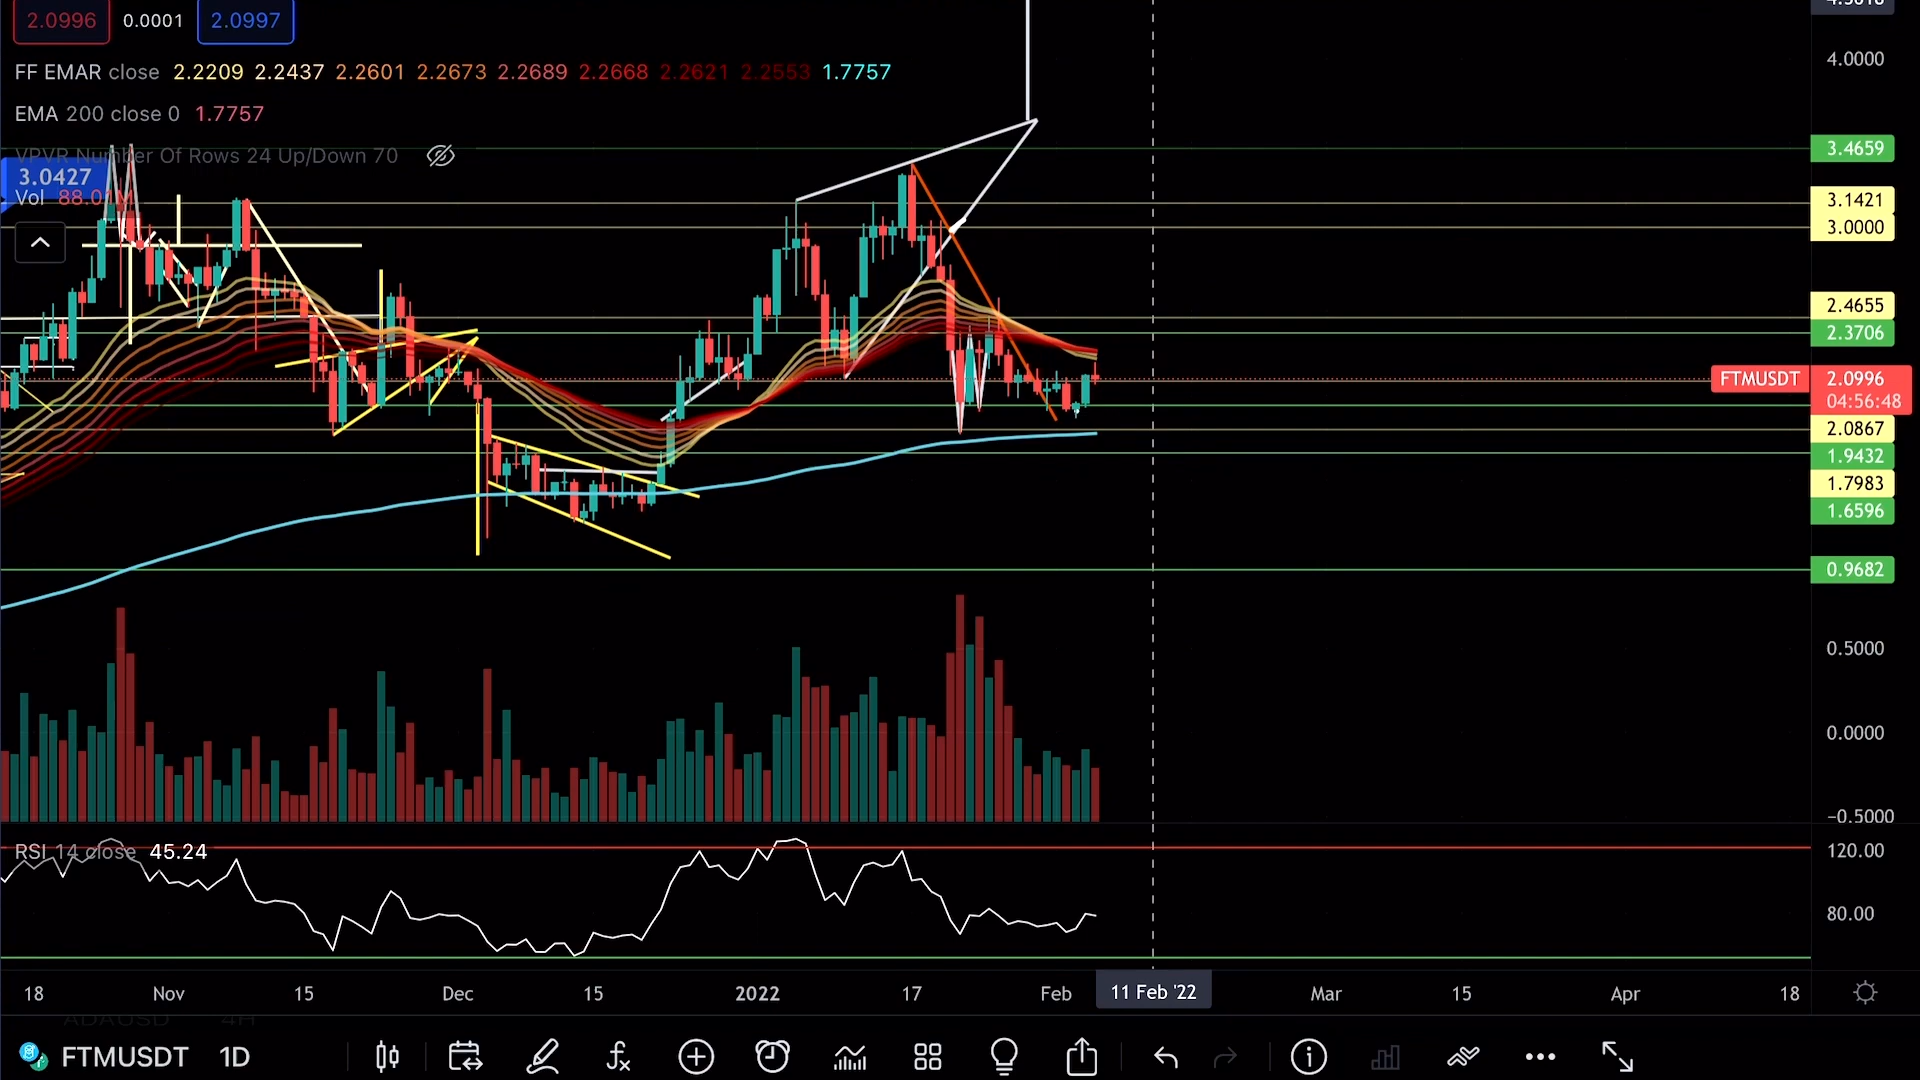 2.0996 0.0001 2.0997
FF EMAR close 2.2209 2.2437 2.2601 2.2673 2.2689 2.2668 2.2621 2.2553 1.7757
4.0000
EMA 200 close 0 1.7757
VPVR Number Of Rows 24 Up/Down 70
3.4659
3.0427
Vol 88.01M
3.1421
3.0000
2.4655
2.3706
FTMUSDT 2.0996
04:56:48
2.0867
1.9432
1.7983
1.6596
0.9682
0.5000
0.0000
−0.5000
RSI 14 close 45.24
120.00
80.00
18 Nov 15 Dec 15 2022 17 Feb 11 Feb '22 Mar 15 Apr 18
ADAUSD 4H
FTMUSDT 1D